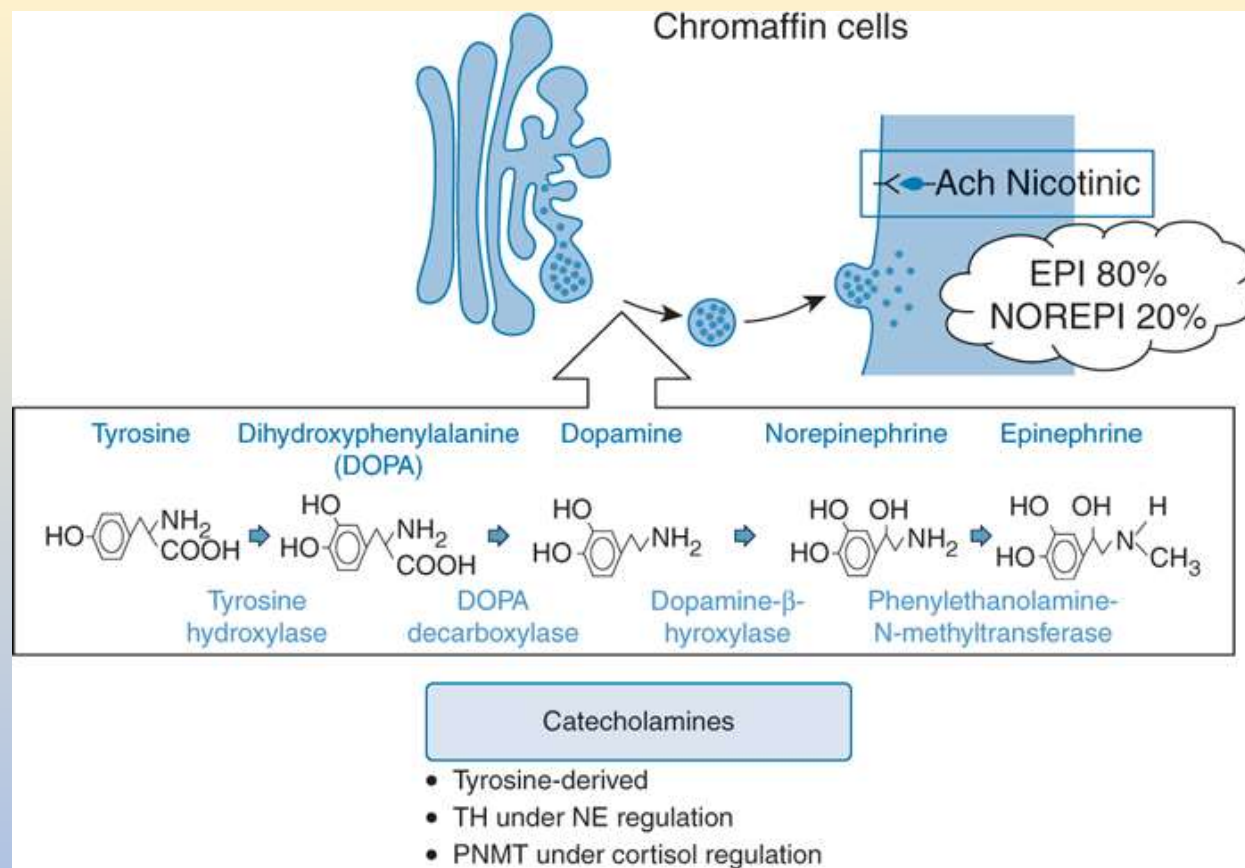 Chromaffin cells
Ach Nicotinic
EPI 80%
NOREPI 20%
Tyrosine
Dihydroxyphenylalanine
(DOPA)
Dopamine
Norepinephrine
Epinephrine
HO NH2 COOH
HO HO NH2 COOH
HO HO NH2
HO HO OH NH2
HO HO OH N H CH3
Tyrosine
hydroxylase
DOPA
decarboxylase
Dopamine-β-
hyroxylase
Phenylethanolamine-
N-methyltransferase
Catecholamines
• Tyrosine-derived
• TH under NE regulation
• PNMT under cortisol regulation